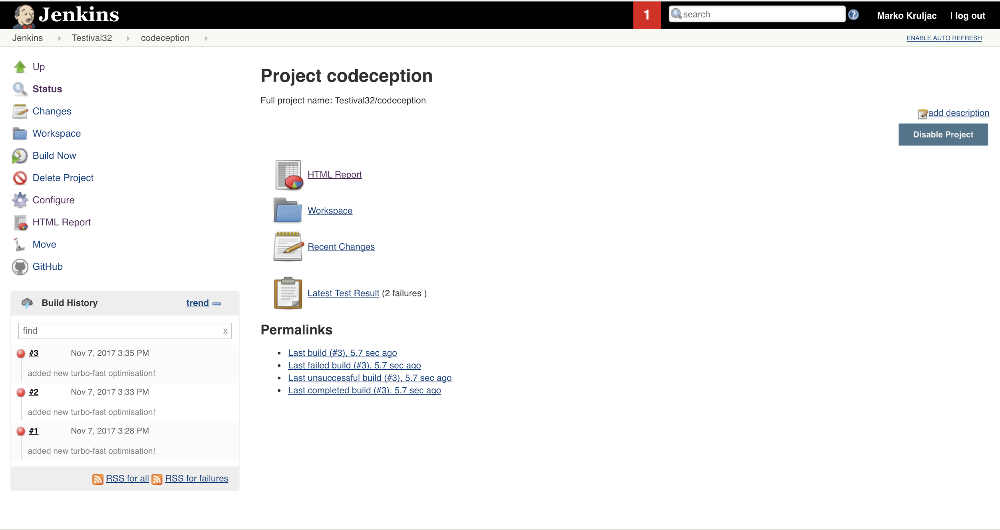 Jenkins
1
search
?
Marko Kruljac | log out
Jenkins Testival32 codeception
ENABLE AUTO REFRESH
Up
Status
Changes
Workspace
Build Now
Delete Project
Configure
HTML Report
Move
GitHub
Build History trend
find x
#3 Nov 7, 2017 3:35 PM
added new turbo-fast optimisation!
#2 Nov 7, 2017 3:33 PM
added new turbo-fast optimisation!
#1 Nov 7, 2017 3:28 PM
added new turbo-fast optimisation!
RSS for all RSS for failures
Project codeception
Full project name: Testival32/codeception
add description
Disable Project
HTML Report
Workspace
Recent Changes
Latest Test Result (2 failures )
Permalinks
• Last build (#3), 5.7 sec ago
• Last failed build (#3), 5.7 sec ago
• Last unsuccessful build (#3), 5.7 sec ago
• Last completed build (#3), 5.7 sec ago